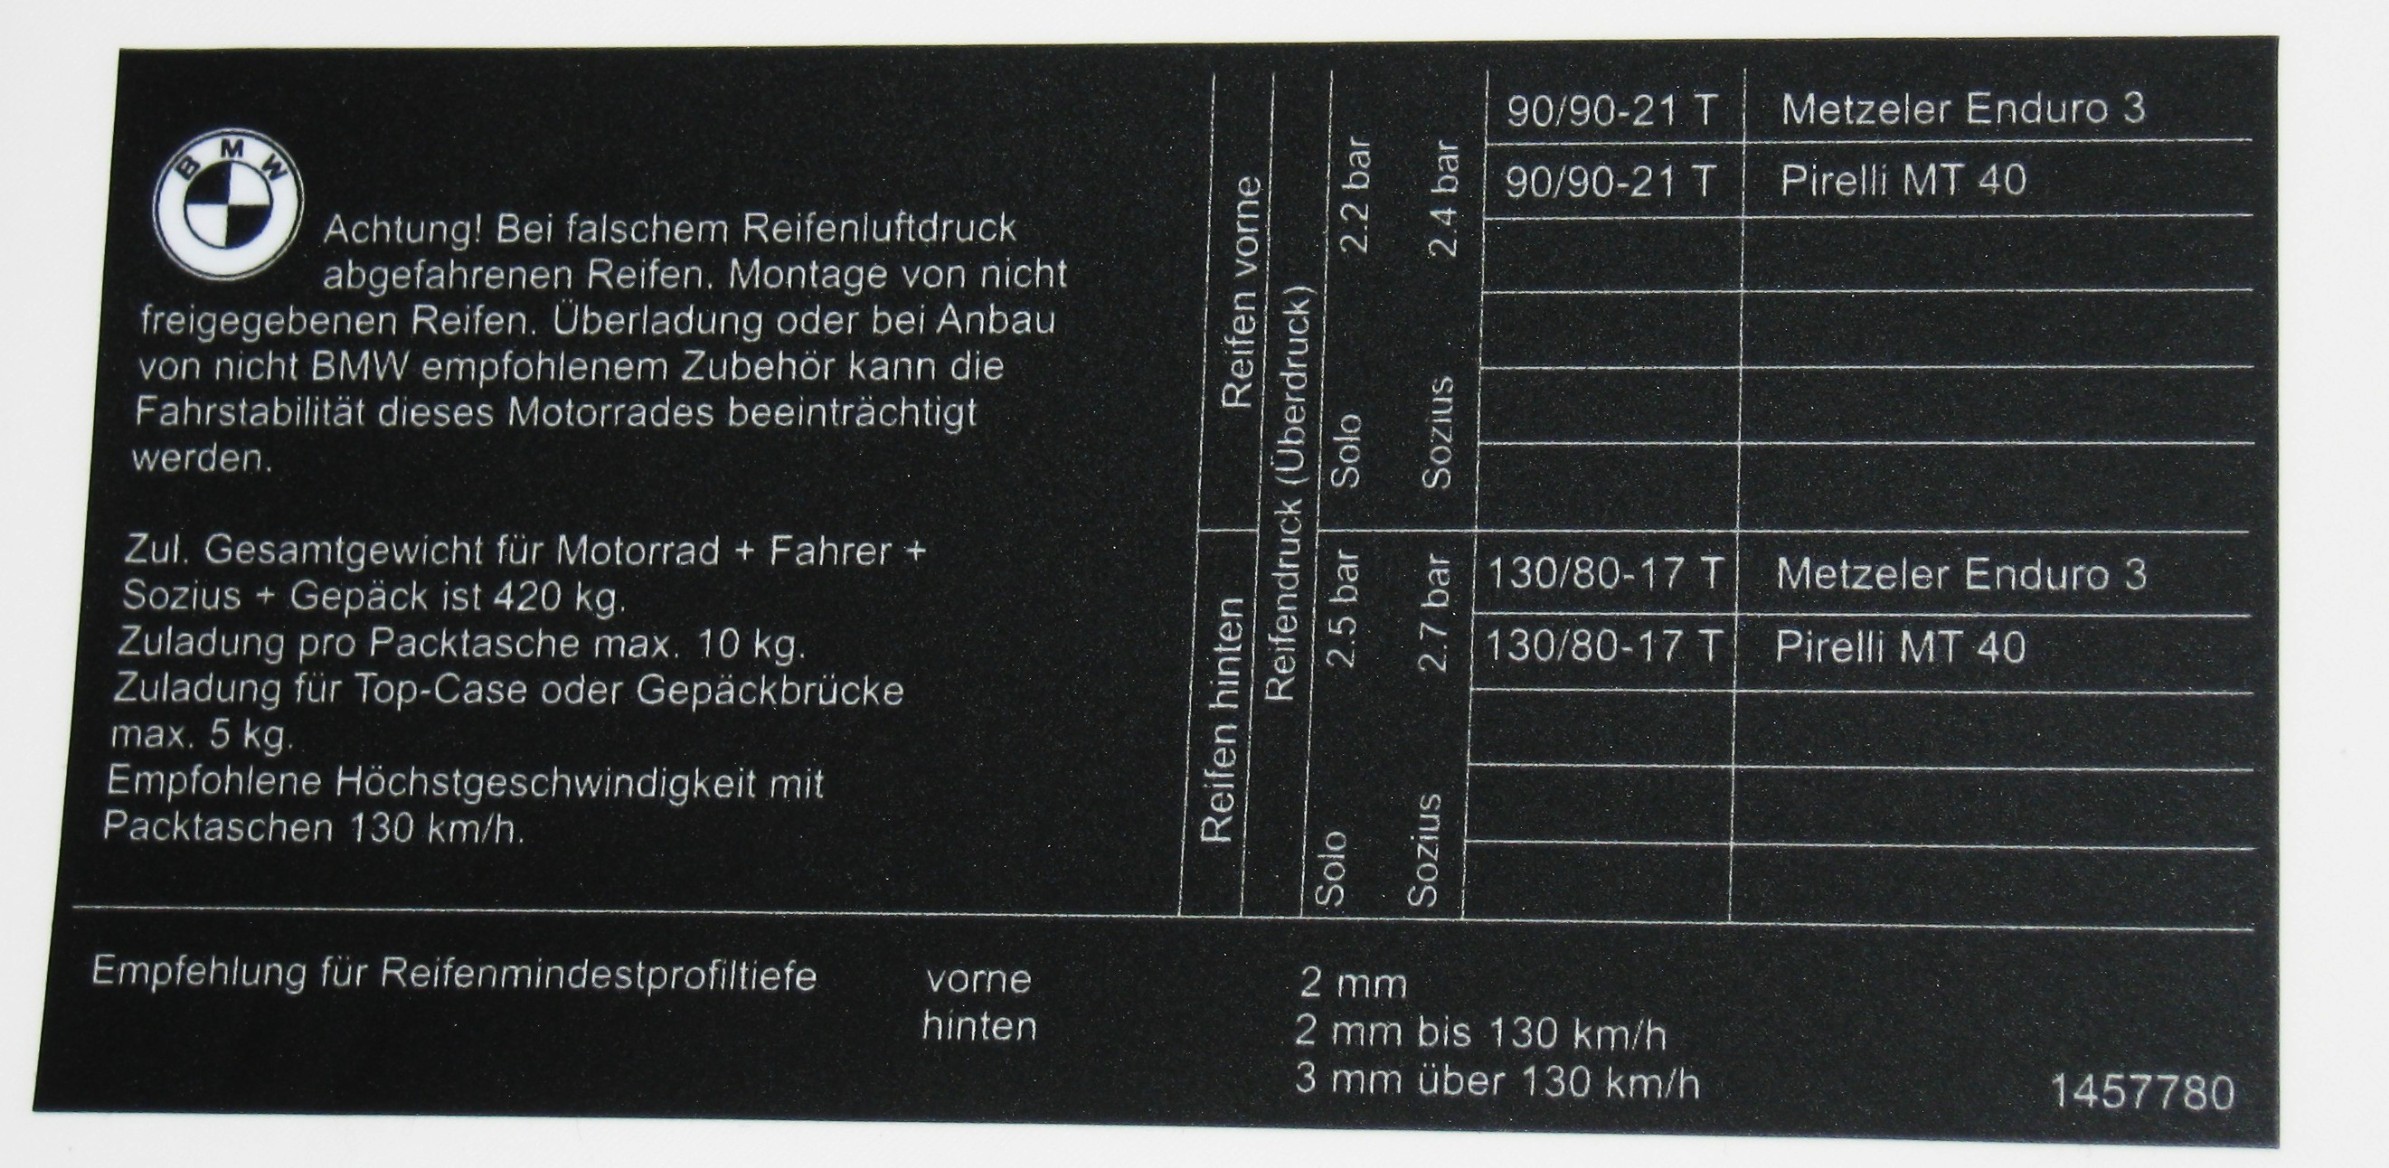 BMW
Achtung! Bei falschem Reifenluftdruck
abgefahrenen Reifen. Montage von nicht
freigegebenen Reifen. Überladung oder bei Anbau
von nicht BMW empfohlenem Zubehör kann die
Fahrstabilität dieses Motorrades beeinträchtigt
werden.
Zul. Gesamtgewicht für Motorrad + Fahrer +
Sozius + Gepäck ist 420 kg.
Zuladung pro Packtasche max. 10 kg.
Zuladung für Top-Case oder Gepäckbrücke
max. 5 kg.
Empfohlene Höchstgeschwindigkeit mit
Packtaschen 130 km/h.
Reifen vorne
Reifen hinten
Reifendruck (Überdruck)
Solo 2.2 bar
Sozius 2.4 bar
Solo 2.5 bar
Sozius 2.7 bar
90/90-21 T Metzeler Enduro 3
90/90-21 T Pirelli MT 40
130/80-17 T Metzeler Enduro 3
130/80-17 T Pirelli MT 40
Empfehlung für Reifenmindestprofiltiefe vorne 2 mm
hinten 2 mm bis 130 km/h
3 mm über 130 km/h
1457780